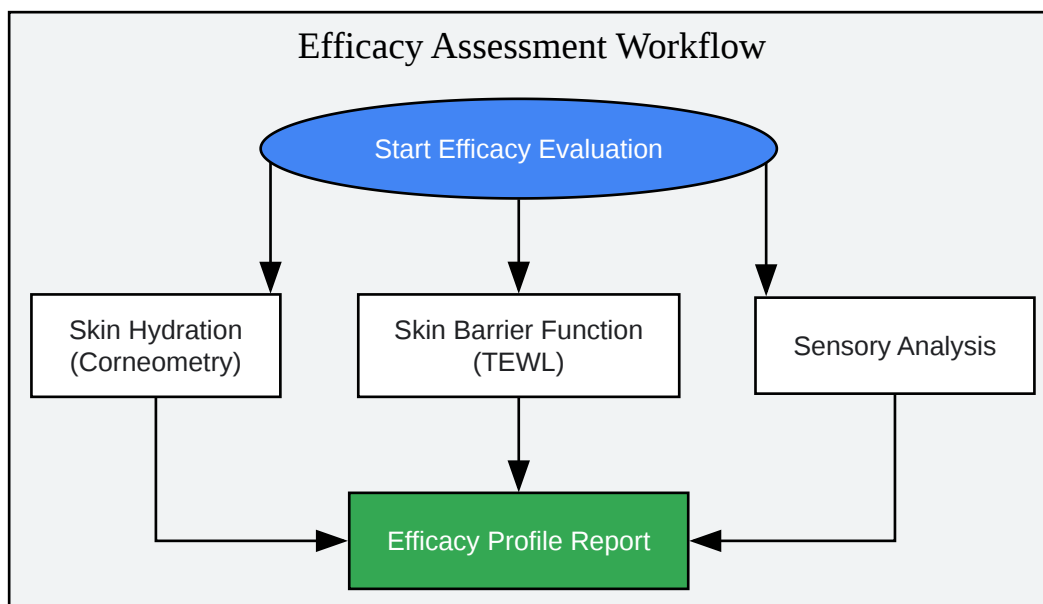 Efficacy Assessment Workflow
Start Efficacy Evaluation
Skin Hydration
(Corneometry)
Skin Barrier Function
(TEWL)
Sensory Analysis
Efficacy Profile Report